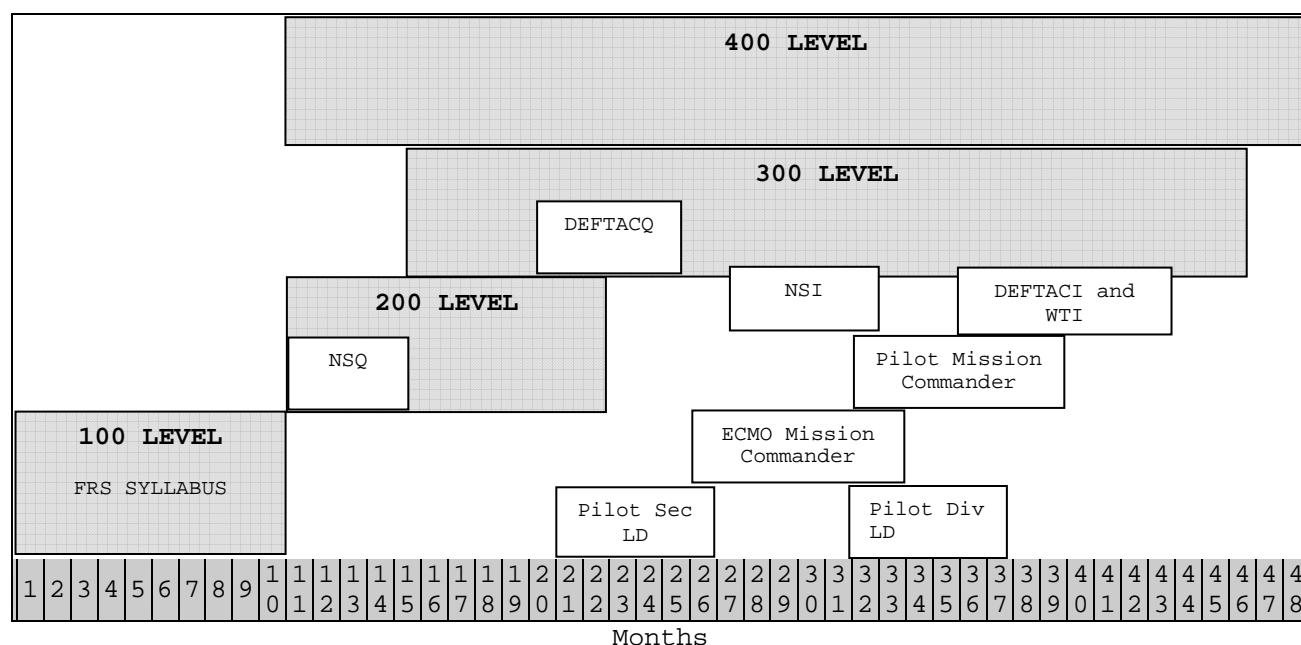 400 LEVEL
300 LEVEL
DEFTACQ
NSI
DEFTACI and
WTI
200 LEVEL
NSQ
Pilot Mission
Commander
100 LEVEL
FRS SYLLABUS
ECMO Mission
Commander
Pilot Sec
LD
Pilot Div
LD
1 2 3 4 5 6 7 8 9 10 11 12 13 14 15 16 17 18 19 20 21 22 23 24 25 26 27 28 29 30 31 32 33 34 35 36 37 38 39 40 41 42 43 44 45 46 47 48
Months